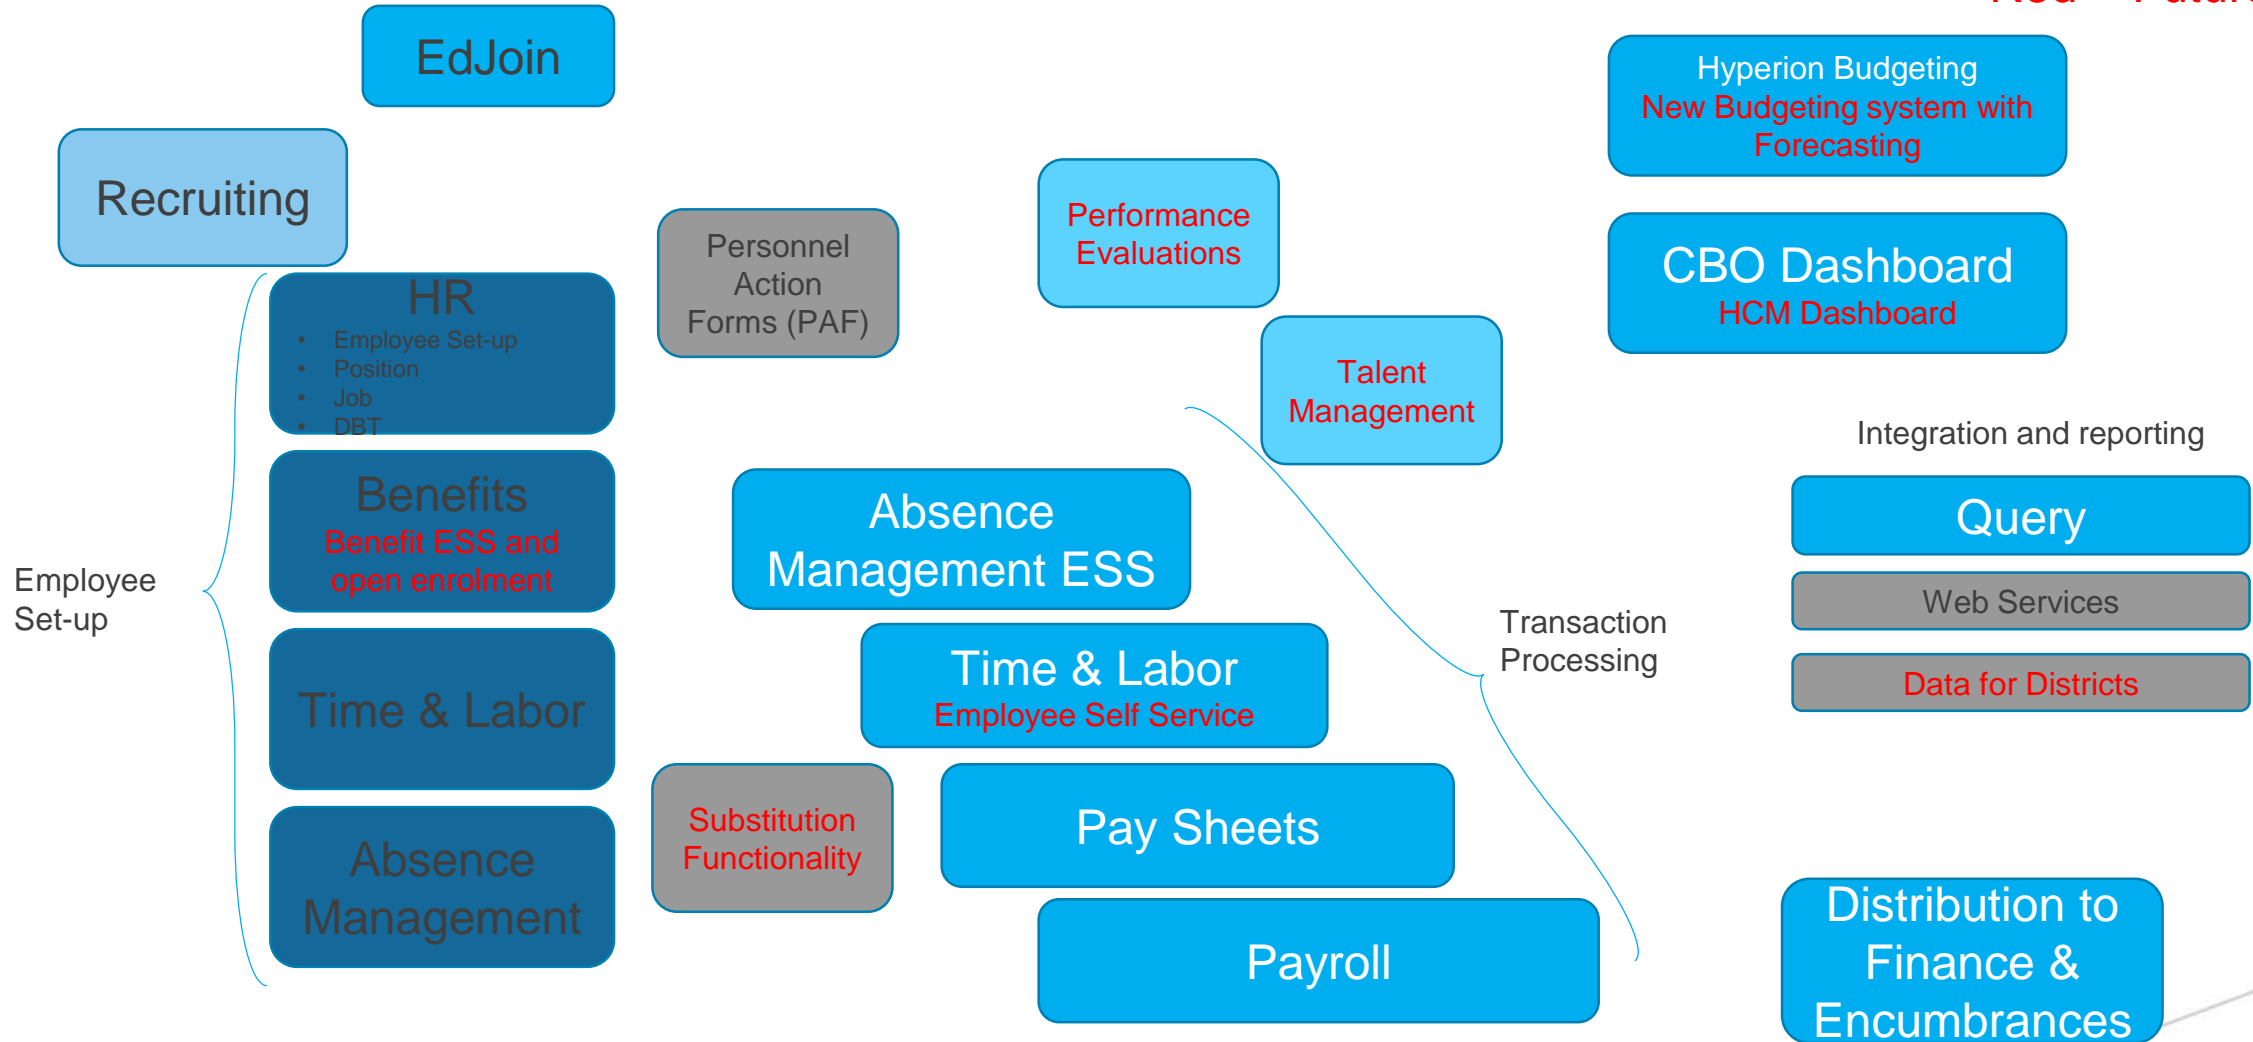 EdJoin
Recruiting
HR
• Employee Set-up
• Position
• Job
• DBT
Benefits
Benefit ESS and
open enrolment
Time & Labor
Absence
Management
Employee
Set-up
Personnel
Action
Forms (PAF)
Substitution
Functionality
Performance
Evaluations
Talent
Management
Absence
Management ESS
Time & Labor
Employee Self Service
Pay Sheets
Payroll
Transaction
Processing
Hyperion Budgeting
New Budgeting system with
Forecasting
CBO Dashboard
HCM Dashboard
Integration and reporting
Query
Web Services
Data for Districts
Distribution to
Finance &
Encumbrances